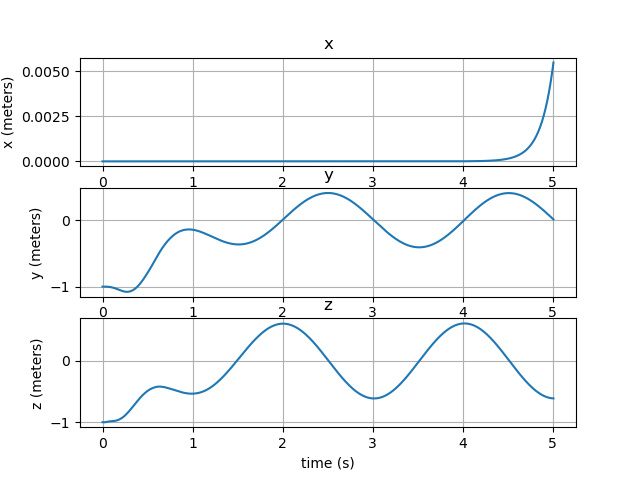 x
x (meters)
0.0050
0.0025
0.0000
0 1 2 3 4 5
y
y (meters)
0
−1
0 1 2 3 4 5
z
z (meters)
0
−1
0 1 2 3 4 5
time (s)